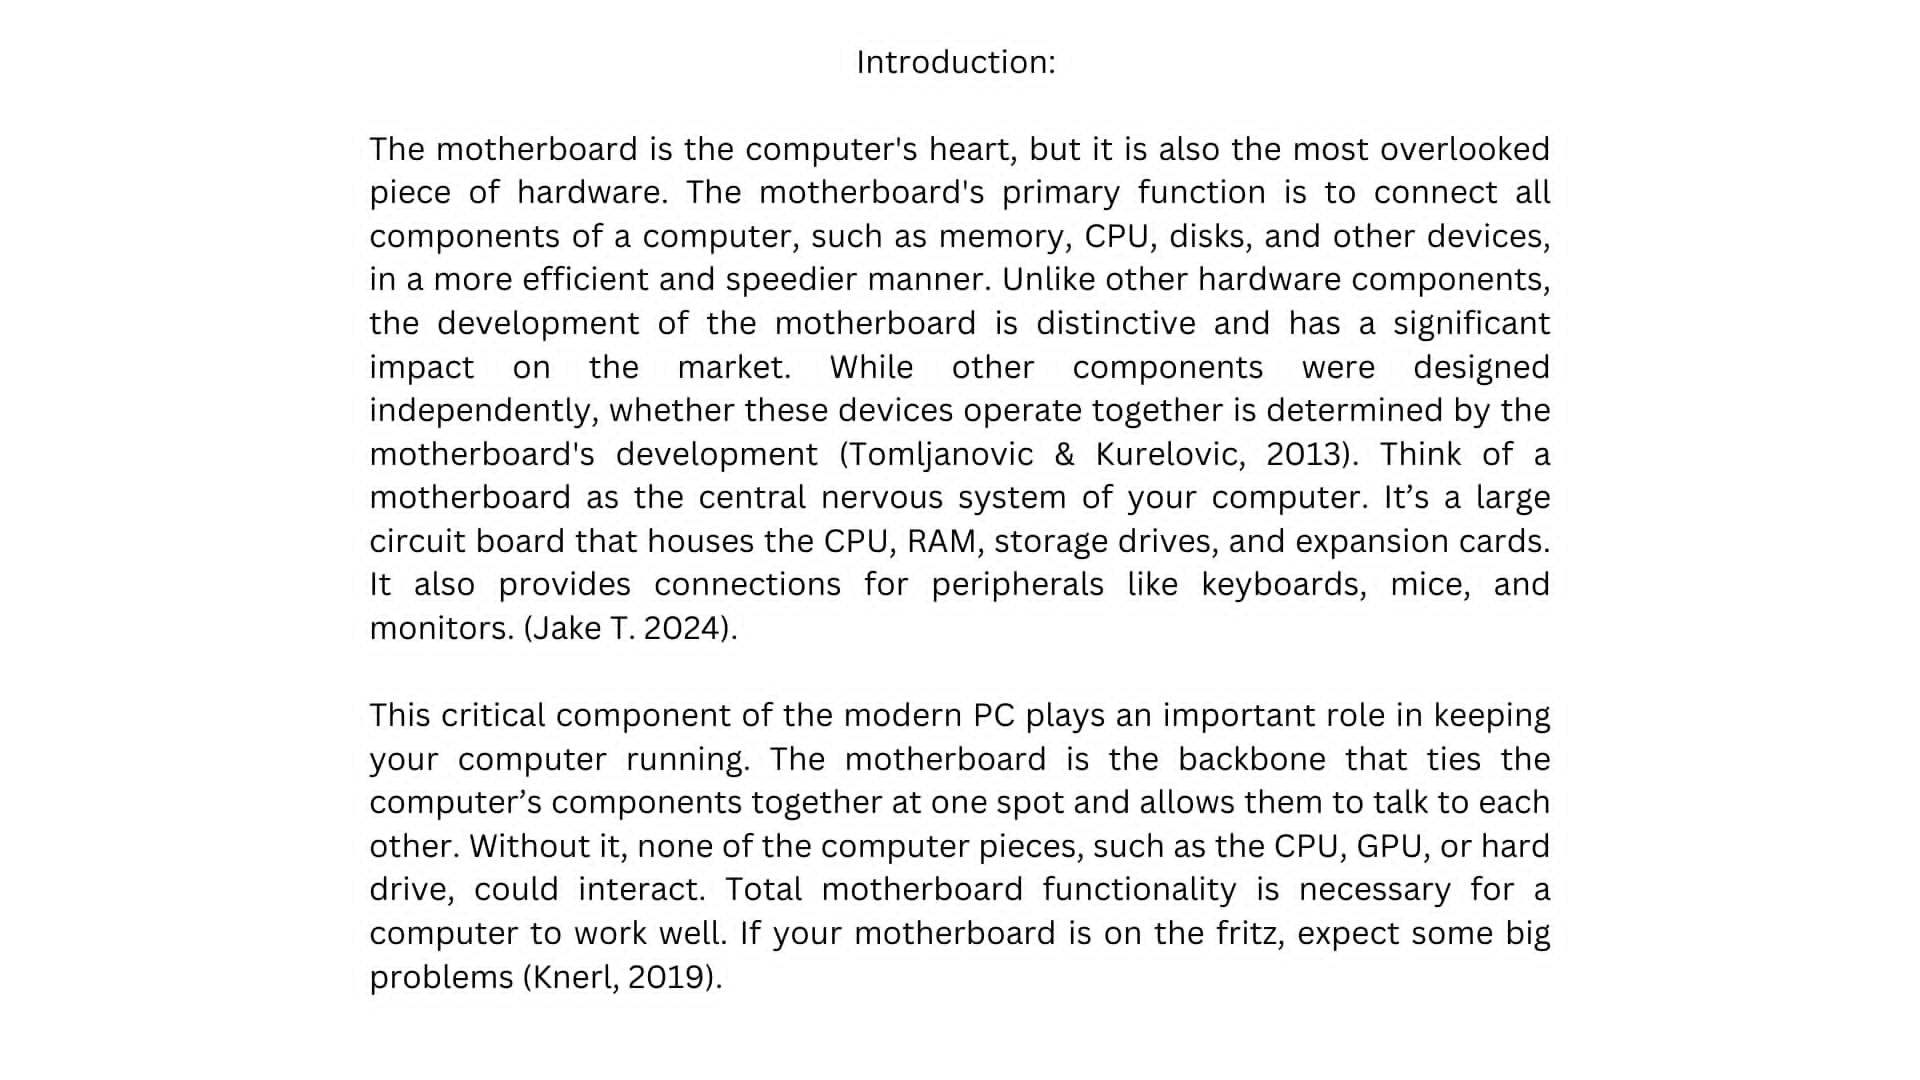 Introduction:
The motherboard is the computer's heart, but it is also the most overlooked
piece of hardware. The motherboard's primary function is to connect all
components of a computer, such as memory, CPU, disks, and other devices,
in a more efficient and speedier manner. Unlike other hardware components,
the development of the motherboard is distinctive and has a significant
impact on the market. While other components were designed
independently, whether these devices operate together is determined by the
motherboard's development (Tomljanovic & Kurelovic, 2013). Think of a
motherboard as the central nervous system of your computer. It’s a large
circuit board that houses the CPU, RAM, storage drives, and expansion cards.
It also provides connections for peripherals like keyboards, mice, and
monitors. (Jake T. 2024).
This critical component of the modern PC plays an important role in keeping
your computer running. The motherboard is the backbone that ties the
computer’s components together at one spot and allows them to talk to each
other. Without it, none of the computer pieces, such as the CPU, GPU, or hard
drive, could interact. Total motherboard functionality is necessary for a
computer to work well. If your motherboard is on the fritz, expect some big
problems (Knerl, 2019).